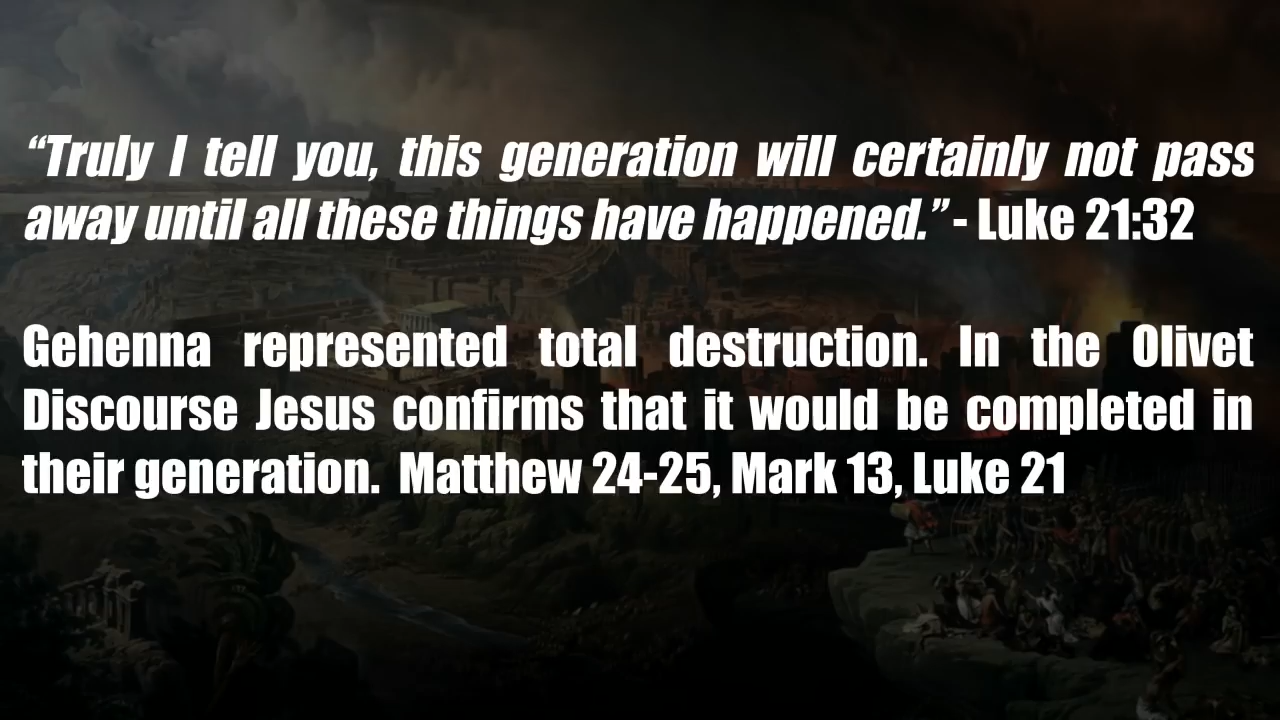 “Truly I tell you, this generation will certainly not pass
away until all these things have happened.” - Luke 21:32
Gehenna represented total destruction. In the Olivet
Discourse Jesus confirms that it would be completed in
their generation.  Matthew 24-25, Mark 13, Luke 21